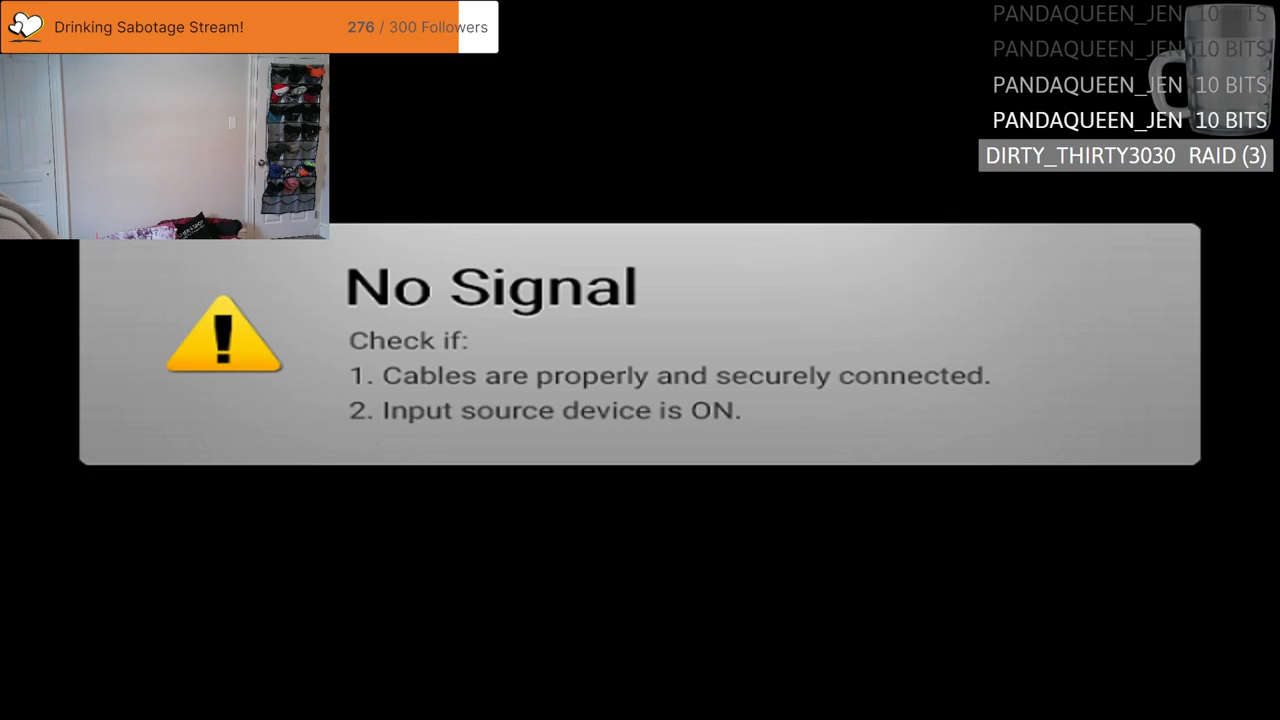 Drinking Sabotage Stream! 276 / 300 Followers
PANDAQUEEN_JEN 10 BITS
PANDAQUEEN_JEN 10 BITS
PANDAQUEEN_JEN 10 BITS
PANDAQUEEN_JEN 10 BITS
DIRTY_THIRTY3030 RAID (3)
No Signal
Check if:
1. Cables are properly and securely connected.
2. Input source device is ON.